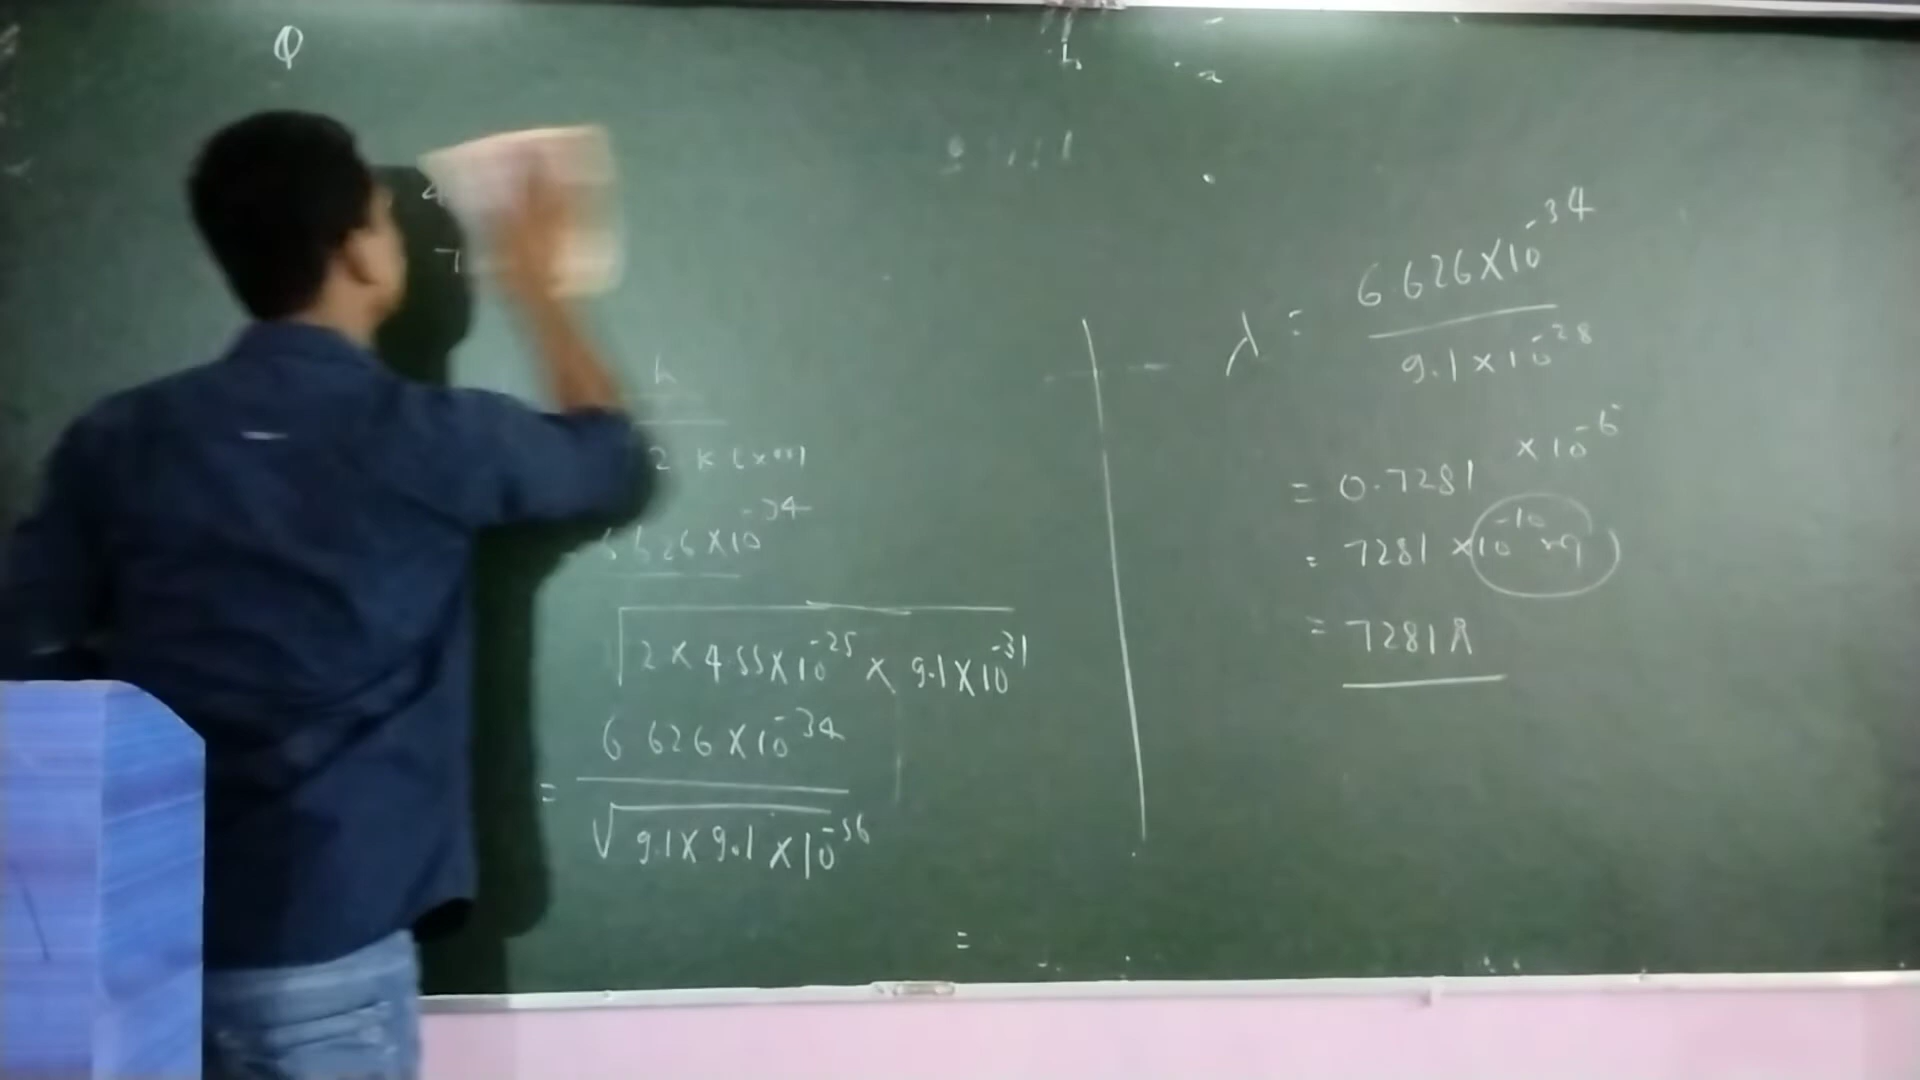 Q
h
2 K (x m)
6 626 × 10^-34
√2 × 4.55 × 10^-25 × 9.1 × 10^-31
6 626 × 10^-34
=
√9.1 × 9.1 × 10^-56
=
λ = 6.626 × 10^-34
9.1 × 10^-28
= 0.7281 × 10^-6
= 7281 × 10^-10 m
= 7281 Å